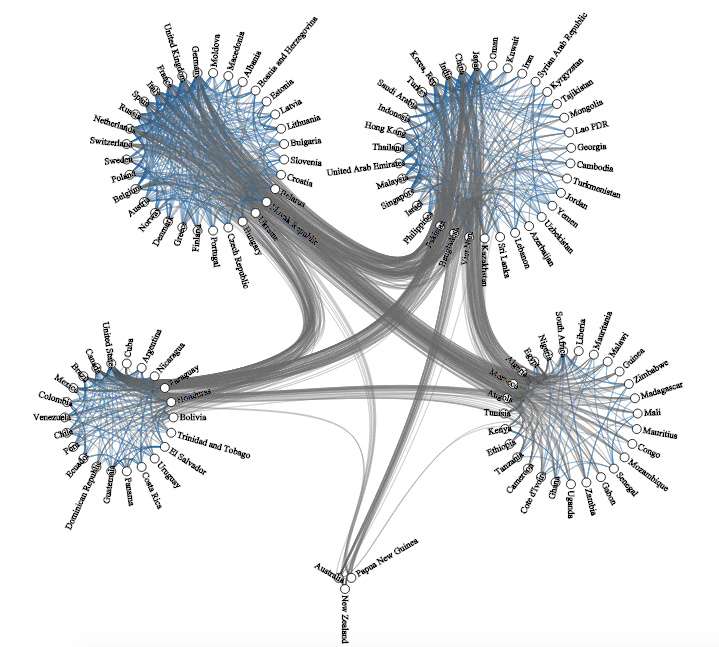 United Kingdom
Germany
Moldova
Macedonia
Albania
Bosnia and Herzegovina
Estonia
Latvia
Lithuania
Bulgaria
Slovenia
Croatia
Belarus
Slovak Republic
Ukraine
Hungary
Czech Republic
Portugal
Finland
Greece
Denmark
Norway
Austria
Belgium
Poland
Sweden
Switzerland
Netherlands
Russia
Spain
Italy
France
Korea, Rep.
India
China
Japan
Oman
Kuwait
Iran
Syrian Arab Republic
Kyrgyzstan
Tajikistan
Mongolia
Lao PDR
Georgia
Cambodia
Turkmenistan
Jordan
Yemen
Uzbekistan
Azerbaijan
Lebanon
Sri Lanka
Kazakhstan
Viet Nam
Bangladesh
Pakistan
Philippines
Israel
Singapore
Malaysia
United Arab Emirates
Thailand
Hong Kong
Indonesia
Saudi Arabia
Turkey
United States
Cuba
Argentina
Nicaragua
Paraguay
Honduras
Bolivia
Trinidad and Tobago
El Salvador
Uruguay
Costa Rica
Panama
Guatemala
Dominican Republic
Ecuador
Peru
Chile
Venezuela
Colombia
Mexico
Brazil
Canada
South Africa
Liberia
Mauritania
Malawi
Guinea
Zimbabwe
Madagascar
Mali
Mauritius
Congo
Mozambique
Senegal
Gabon
Zambia
Uganda
Ghana
Cote d'Ivoire
Cameroon
Tanzania
Ethiopia
Kenya
Tunisia
Angola
Morocco
Algeria
Egypt
Nigeria
Australia
Papua New Guinea
New Zealand